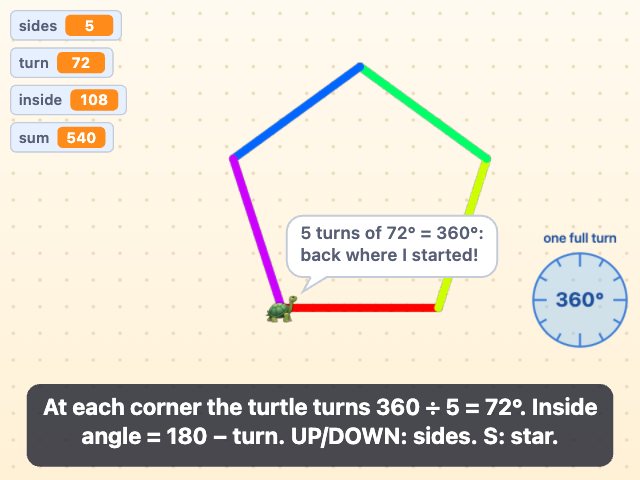 sides 5
turn 72
inside 108
sum 540
5 turns of 72° = 360°:
back where I started!
one full turn
360°
At each corner the turtle turns 360 ÷ 5 = 72°. Inside
angle = 180 − turn. UP/DOWN: sides. S: star.